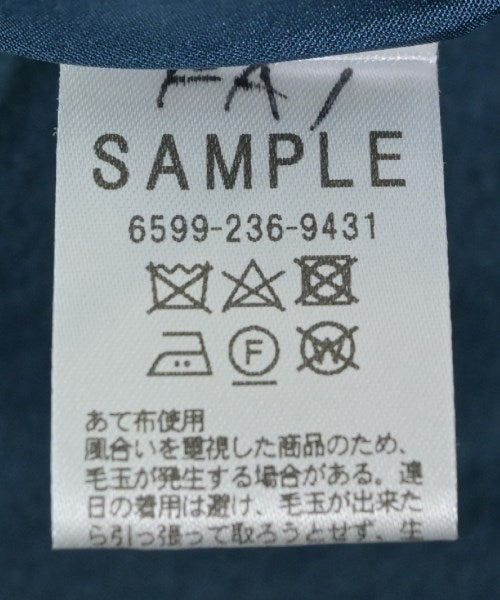 FA/
SAMPLE
6599-236-9431
F
W
あて布使用
風合いを重視した商品のため、
毛玉が発生する場合がある。連
日の着用は避け、毛玉が出来た
ら引っ張って取ろうとせず、生